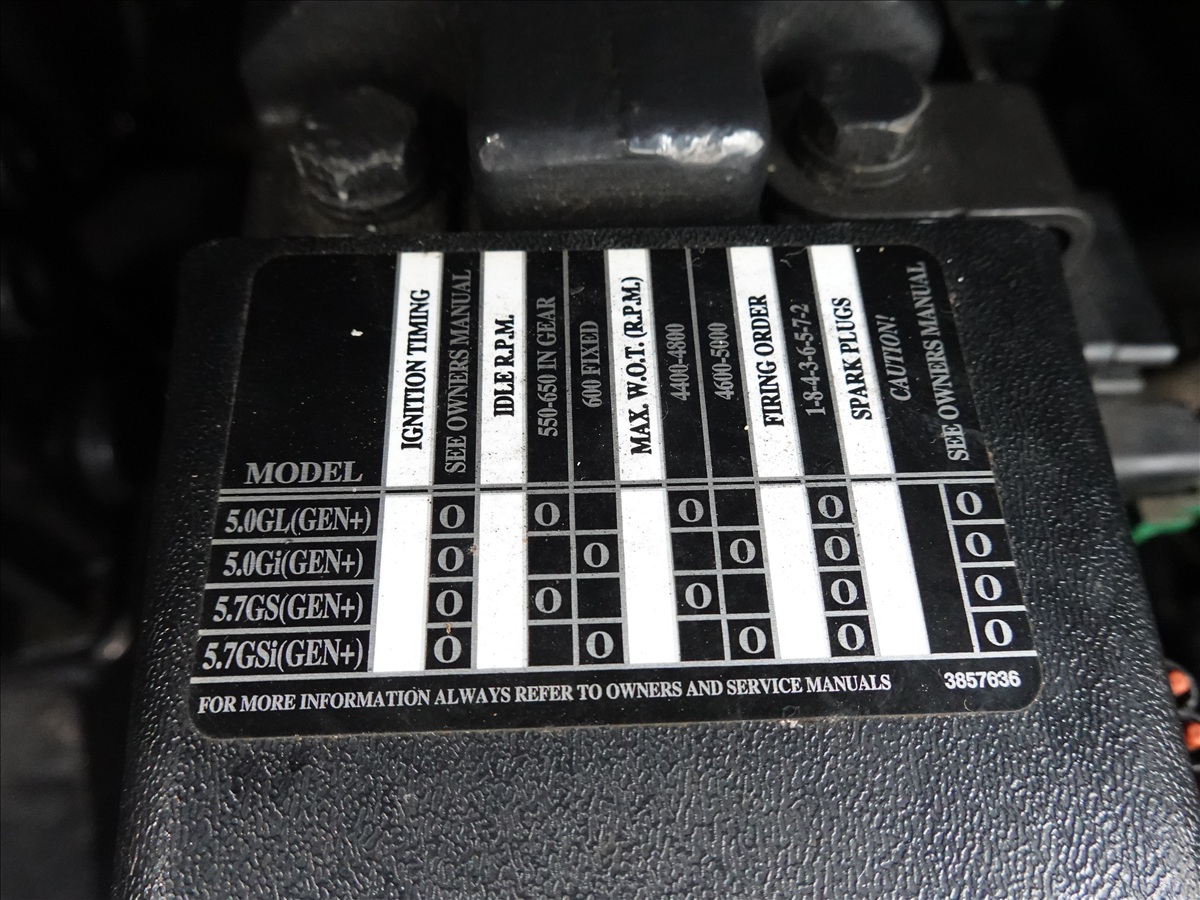 MODEL
IGNITION TIMING
SEE OWNERS MANUAL
IDLE R.P.M.
550-650 IN GEAR
600 FIXED
MAX. W.O.T. (R.P.M.)
4400-4800
4600-5000
FIRING ORDER
1-8-4-3-6-5-7-2
SPARK PLUGS
CAUTION!
SEE OWNERS MANUAL
5.0GL(GEN+) O O O O O
5.0Gi(GEN+) O O O O O
5.7GS(GEN+) O O O O O
5.7GSi(GEN+) O O O O O
FOR MORE INFORMATION ALWAYS REFER TO OWNERS AND SERVICE MANUALS 3857636